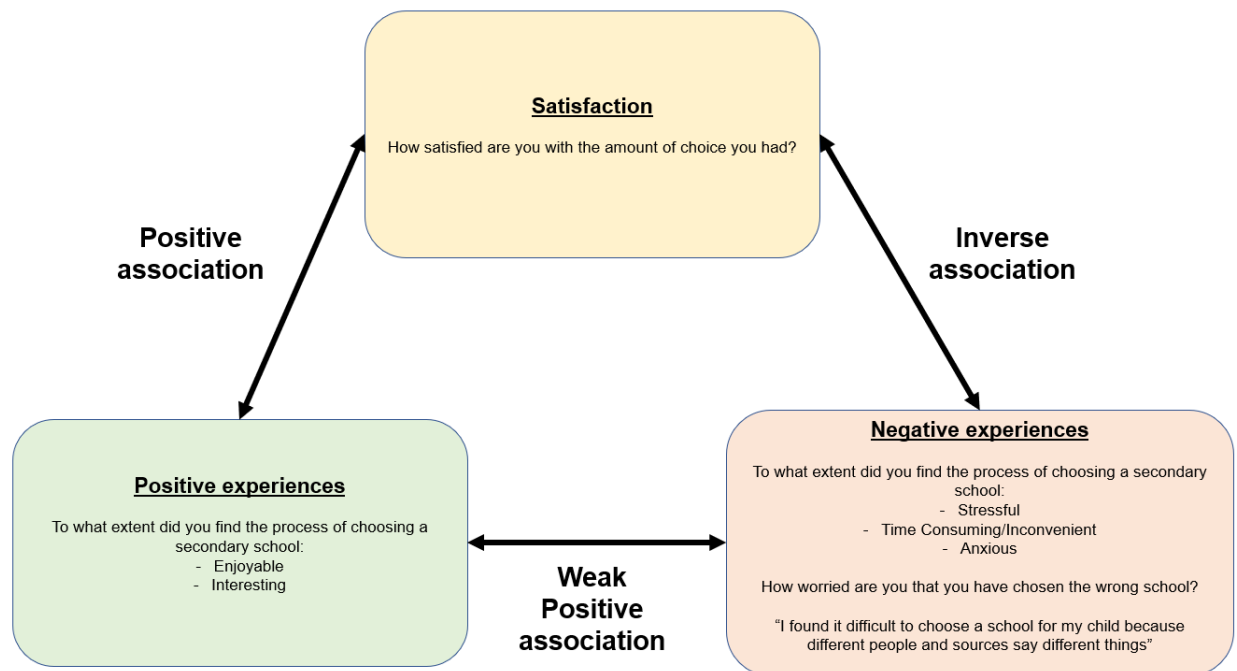 Satisfaction
How satisfied are you with the amount of choice you had?
Positive
association
Inverse
association
Positive experiences
To what extent did you find the process of choosing a
secondary school:
- Enjoyable
- Interesting
Weak
Positive
association
Negative experiences
To what extent did you find the process of choosing a secondary
school:
- Stressful
- Time Consuming/Inconvenient
- Anxious
How worried are you that you have chosen the wrong school?
“I found it difficult to choose a school for my child because
different people and sources say different things”